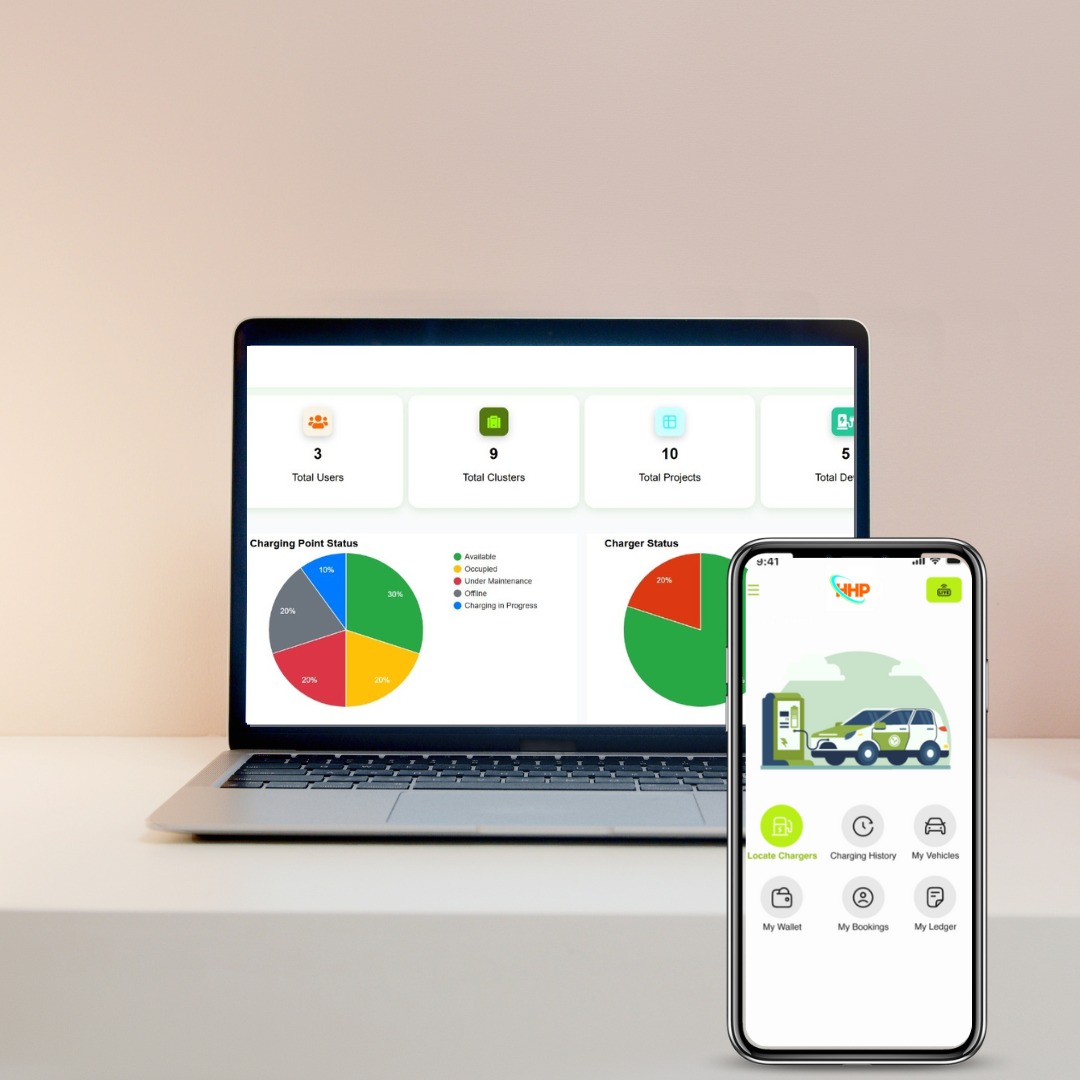 3
Total Users
9
Total Clusters
10
Total Projects
5
Total De
Charging Point Status
10%
30%
20%
20%
20%
Available
Occupied
Under Maintenance
Offline
Charging in Progress
Charger Status
20%
9:41
HHP
LIVE
Locate Chargers
Charging History
My Vehicles
My Wallet
My Bookings
My Ledger